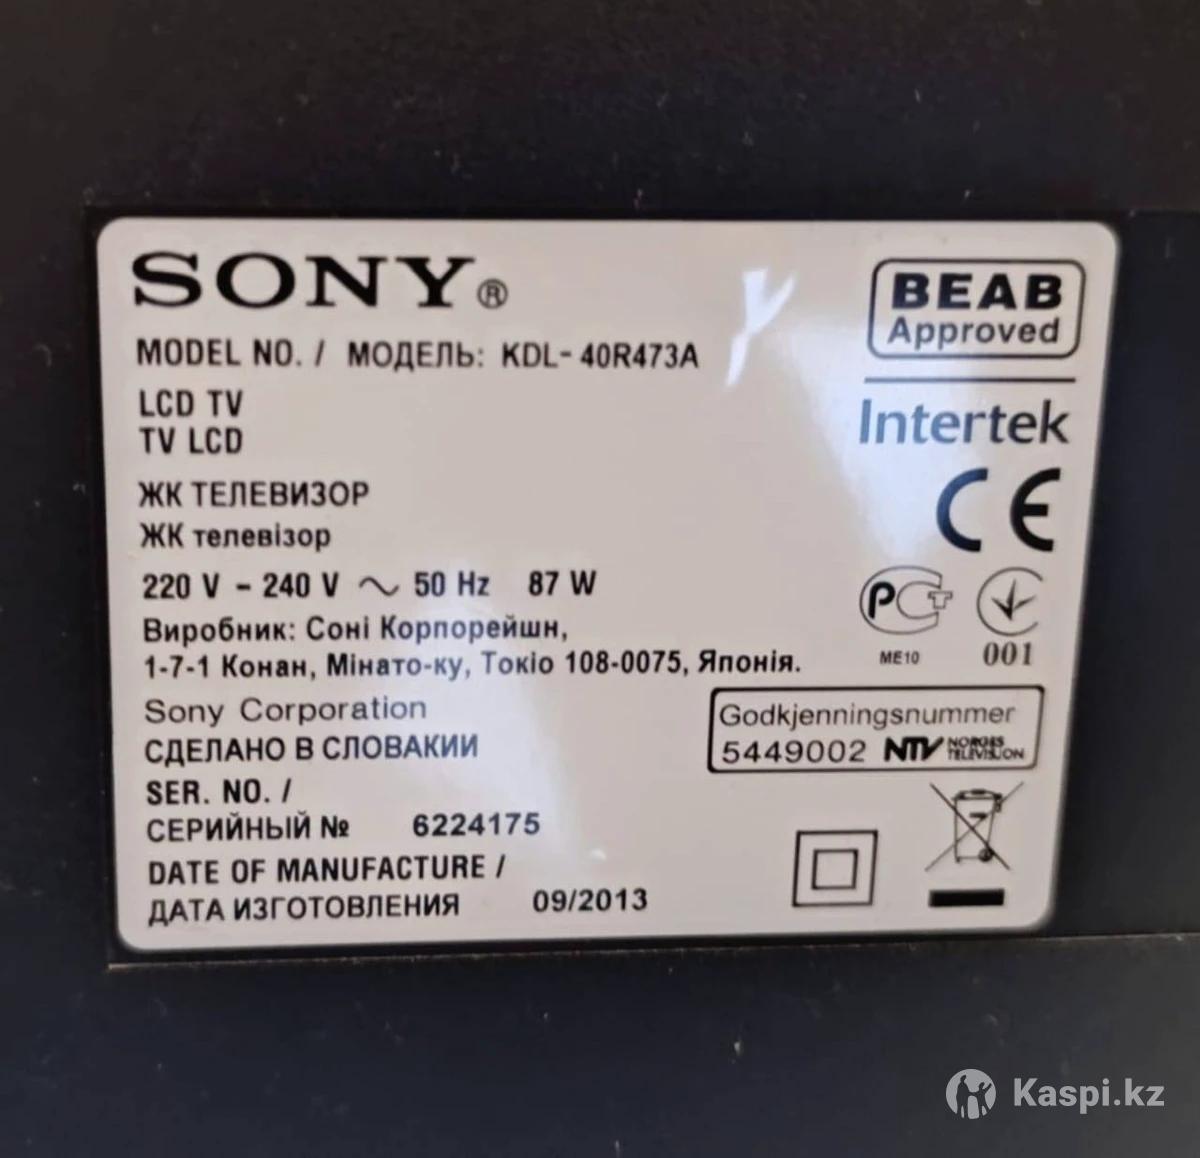 SONY®
MODEL NO. / МОДЕЛЬ: KDL- 40R473A
LCD TV
TV LCD
ЖК ТЕЛЕВИЗОР
ЖК телевізор
220 V - 240 V ~ 50 Hz 87 W
Виробник: Соні Корпорейшн,
1-7-1 Конан, Мінато-ку, Токіо 108-0075, Японія.
Sony Corporation
СДЕЛАНО В СЛОВАКИИ
SER. NO. /
СЕРИЙНЫЙ № 6224175
DATE OF MANUFACTURE /
ДАТА ИЗГОТОВЛЕНИЯ 09/2013
BEAB
Approved
Intertek
CE
РСТ
ME10 001
Godkjenningsnummer
5449002 NTV NORGES
TELEVISJON
Kaspi.kz